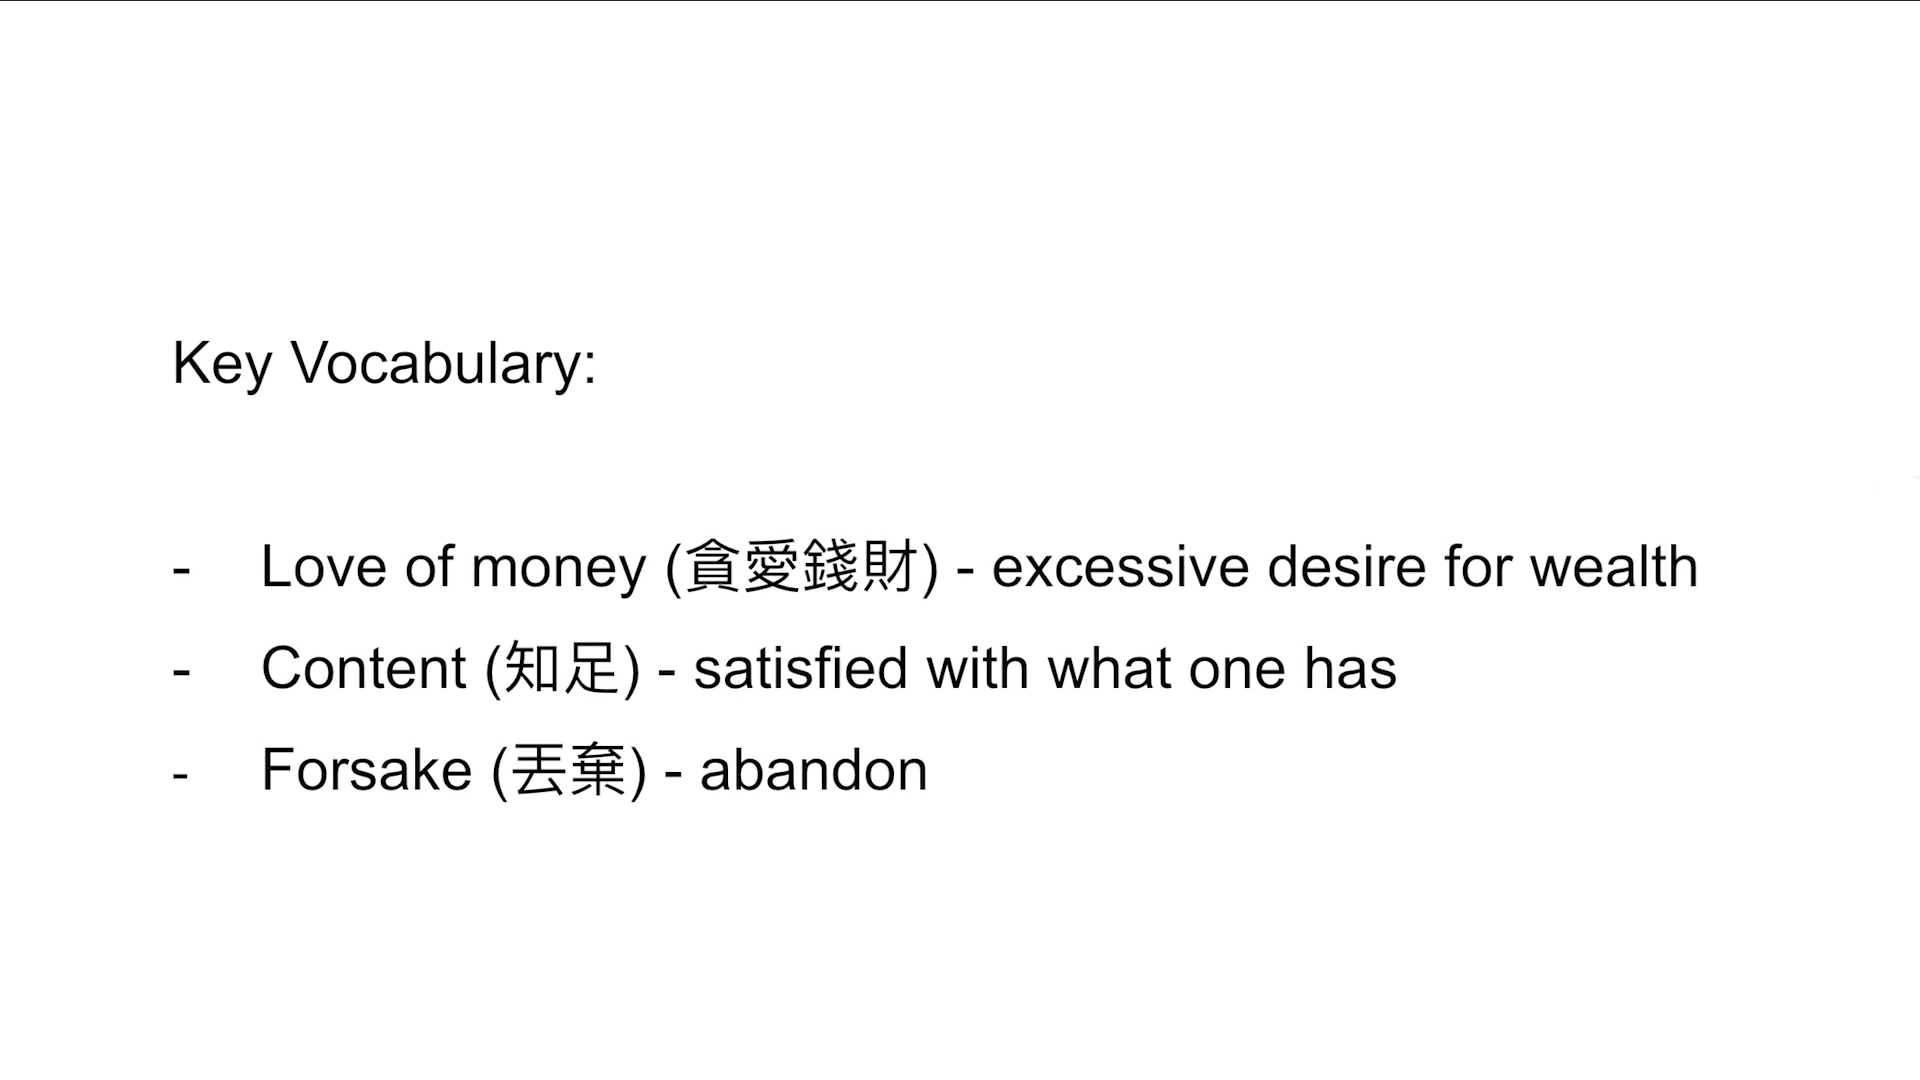 Key Vocabulary:
- Love of money (貪愛錢財) - excessive desire for wealth
- Content (知足) - satisfied with what one has
- Forsake (丟棄) - abandon